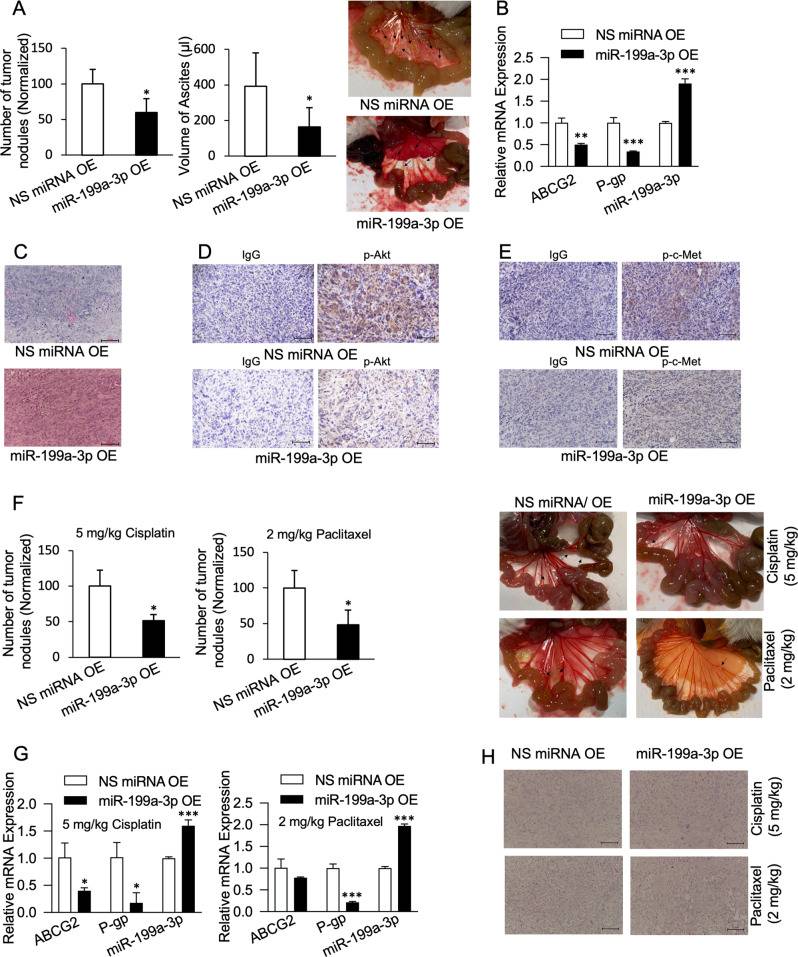 A
Number of tumor
nodules (Normalized)
150
100
50
0
NS miRNA OE
miR-199a-3p OE
*
Volume of Ascites (µl)
600
400
200
0
NS miRNA OE
miR-199a-3p OE
*
NS miRNA OE
miR-199a-3p OE
B
NS miRNA OE
miR-199a-3p OE
Relative mRNA Expression
2.5
2.0
1.5
1.0
0.5
0.0
**
***
***
ABCG2
P-gp
miR-199a-3p
C
NS miRNA OE
miR-199a-3p OE
D
IgG
p-Akt
NS miRNA OE
IgG
p-Akt
miR-199a-3p OE
E
IgG
p-c-Met
NS miRNA OE
IgG
p-c-Met
miR-199a-3p OE
F
5 mg/kg Cisplatin
Number of tumor
nodules (Normalized)
150
100
50
0
*
NS miRNA OE
miR-199a-3p OE
2 mg/kg Paclitaxel
Number of tumor
nodules (Normalized)
150
100
50
0
*
NS miRNA OE
miR-199a-3p OE
NS miRNA/ OE
miR-199a-3p OE
Cisplatin
(5 mg/kg)
Paclitaxel
(2 mg/kg)
G
NS miRNA OE
miR-199a-3p OE
5 mg/kg Cisplatin
Relative mRNA Expression
2.0
1.5
1.0
0.5
0.0
*
*
***
ABCG2
P-gp
miR-199a-3p
NS miRNA OE
miR-199a-3p OE
2 mg/kg Paclitaxel
Relative mRNA Expression
2.5
2.0
1.5
1.0
0.5
0.0
***
***
ABCG2
P-gp
miR-199a-3p
H
NS miRNA OE
miR-199a-3p OE
Cisplatin
(5 mg/kg)
Paclitaxel
(2 mg/kg)